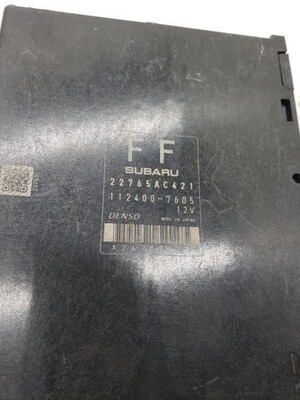 FF
SUBARU
22765AC421
112400-7605
12V
DENSO MADE IN JAPAN